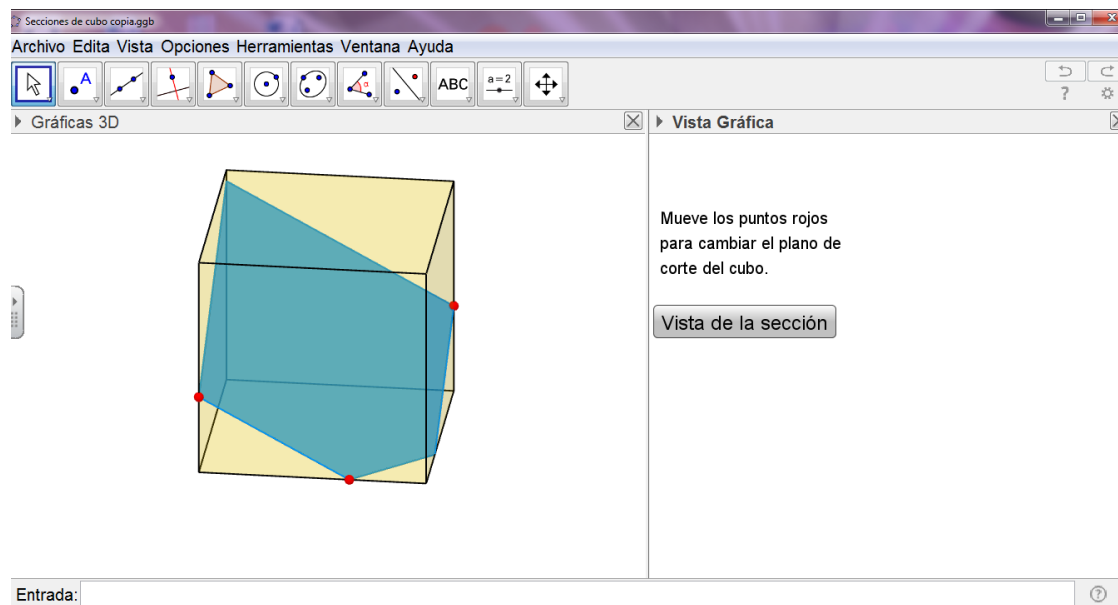 Secciones de cubo copia.ggb
Archivo Edita Vista Opciones Herramientas Ventana Ayuda
A
α
ABC
a=2
?
Gráficas 3D
Vista Gráfica
Mueve los puntos rojos
para cambiar el plano de
corte del cubo.
Vista de la sección
Entrada:
?